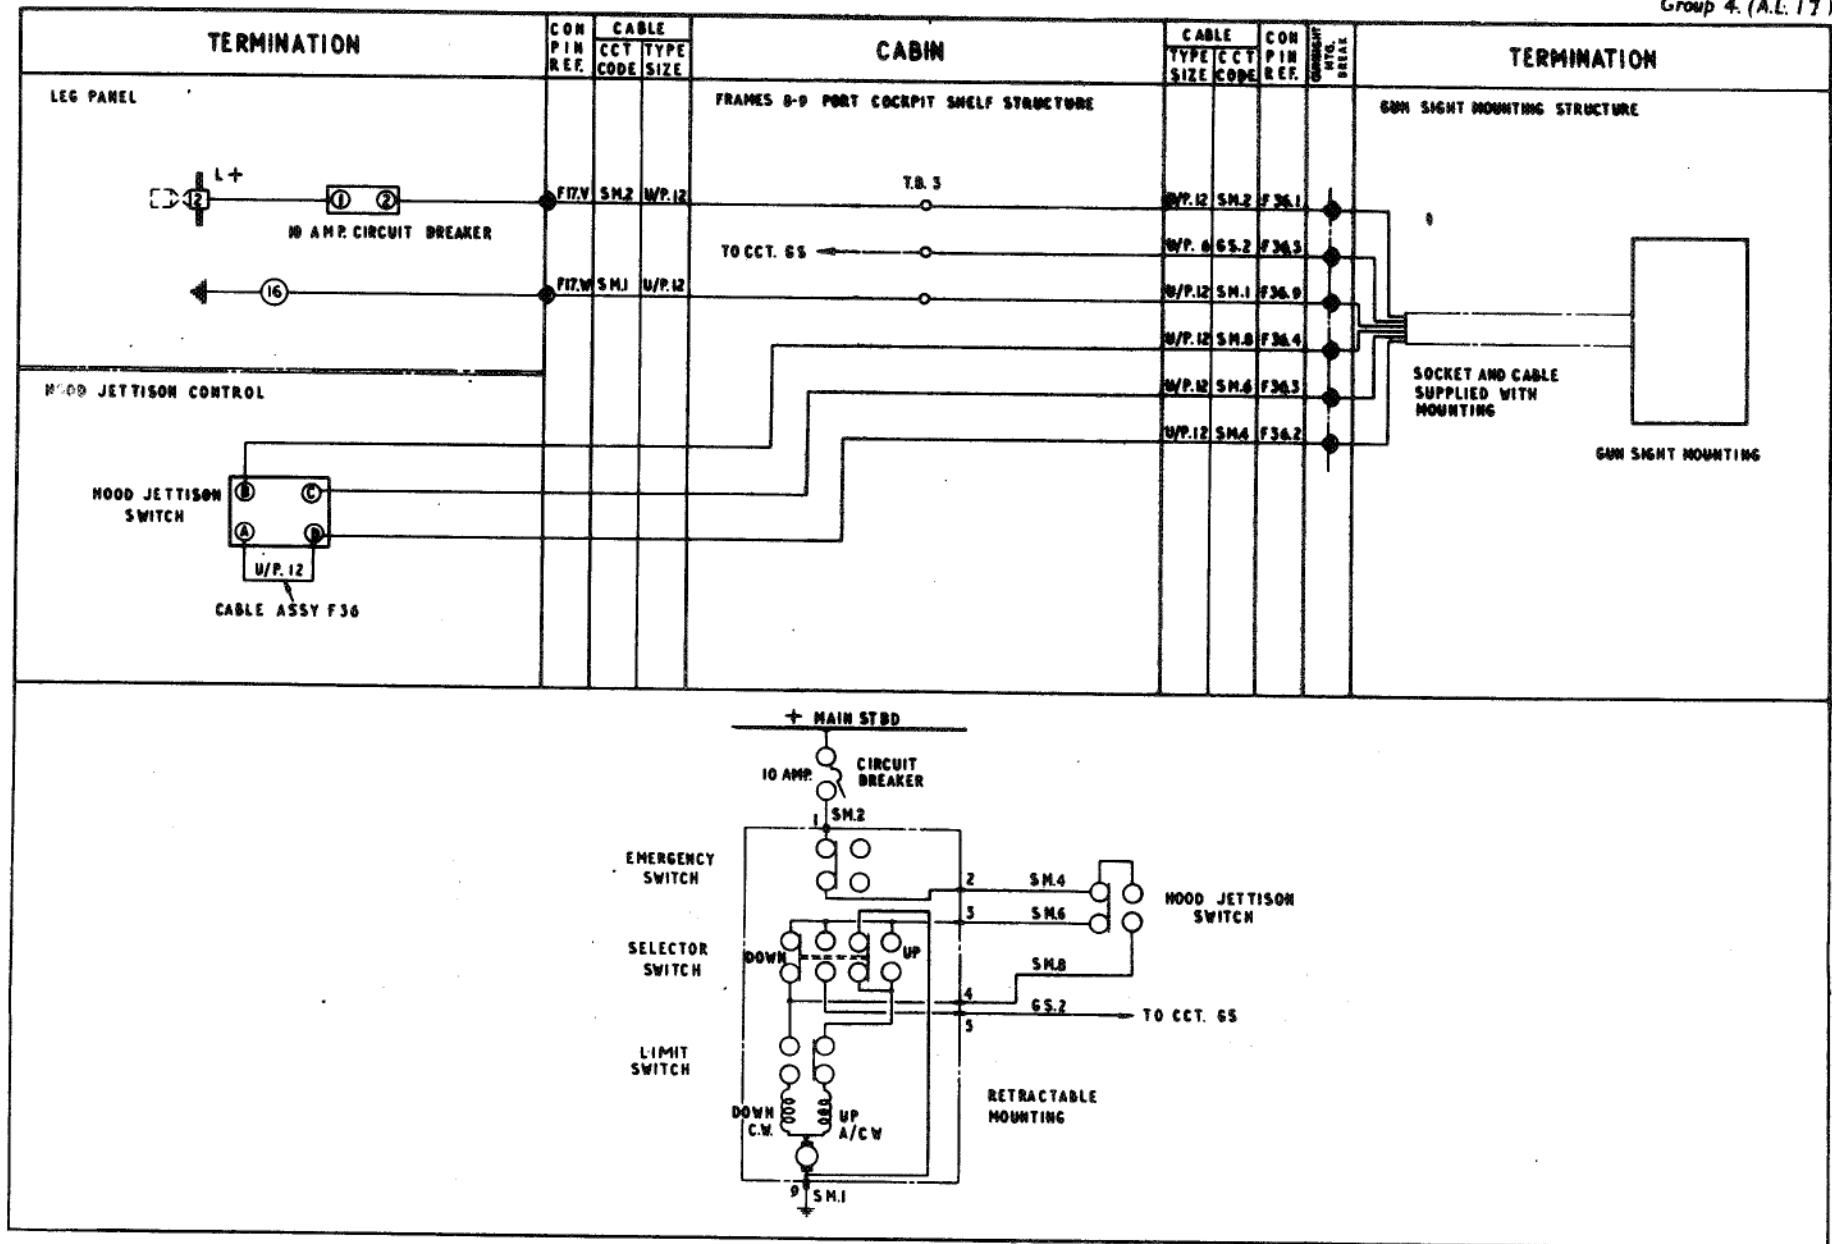 Group 4. (A.L. 17)
TERMINATION
CON PIN REF.
CABLE
CCT CODE
TYPE SIZE
CABIN
CABLE
TYPE SIZE
CCT CODE
CON PIN REF.
GUNSIGHT MTG. BREAK
TERMINATION
LEG PANEL
FRAMES 8-9 PORT COCKPIT SHELF STRUCTURE
GUN SIGHT MOUNTING STRUCTURE
L+
2
1 2
10 AMP. CIRCUIT BREAKER
F17.V SM.2 U/P.12
T.B. 3
U/P.12 SM.2 F36.1
TO CCT. GS
U/P. 6 GS.2 F36.5
16
F17.W SM.1 U/P.12
U/P.12 SM.1 F36.9
U/P.12 SM.8 F36.4
U/P.12 SM.6 F36.3
U/P.12 SM.4 F36.2
SOCKET AND CABLE
SUPPLIED WITH
MOUNTING
GUN SIGHT MOUNTING
HOOD JETTISON CONTROL
HOOD JETTISON
SWITCH
B C
A D
U/P. 12
CABLE ASSY F36
+ MAIN STBD
10 AMP.
CIRCUIT
BREAKER
1 SM.2
EMERGENCY
SWITCH
2 SM.4
3 SM.6
HOOD JETTISON
SWITCH
SELECTOR
SWITCH
DOWN
UP
SM.8
4
GS.2
5
TO CCT. GS
LIMIT
SWITCH
DOWN
C.W.
UP
A/CW
RETRACTABLE
MOUNTING
9 SM.1